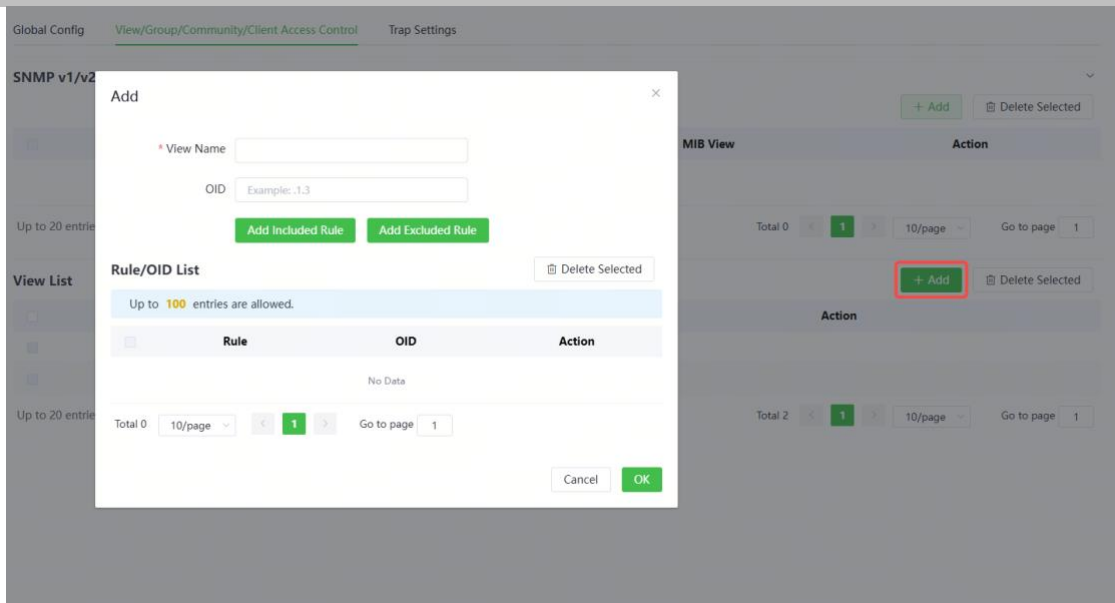 Global Config View/Group/Community/Client Access Control Trap Settings
SNMP v1/v2
+ Add Delete Selected
MIB View Action
Up to 20 entrie Total 0 < 1 > 10/page Go to page 1
View List + Add Delete Selected
Action
Up to 20 entrie Total 2 < 1 > 10/page Go to page 1
Add ×
* View Name
OID Example: .1.3
Add Included Rule Add Excluded Rule
Rule/OID List Delete Selected
Up to 100 entries are allowed.
Rule OID Action
No Data
Total 0 10/page < 1 > Go to page 1
Cancel OK